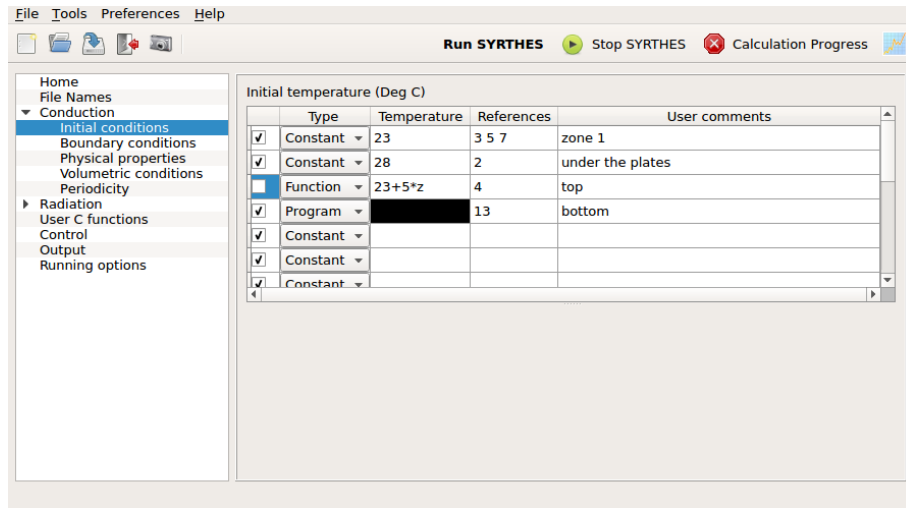 File Tools Preferences Help
Run SYRTHES Stop SYRTHES Calculation Progress
Home
File Names
Conduction
Initial conditions
Boundary conditions
Physical properties
Volumetric conditions
Periodicity
Radiation
User C functions
Control
Output
Running options
Initial temperature (Deg C)
Type Temperature References User comments
Constant 23 3 5 7 zone 1
Constant 28 2 under the plates
Function 23+5*z 4 top
Program 13 bottom
Constant
Constant
Constant